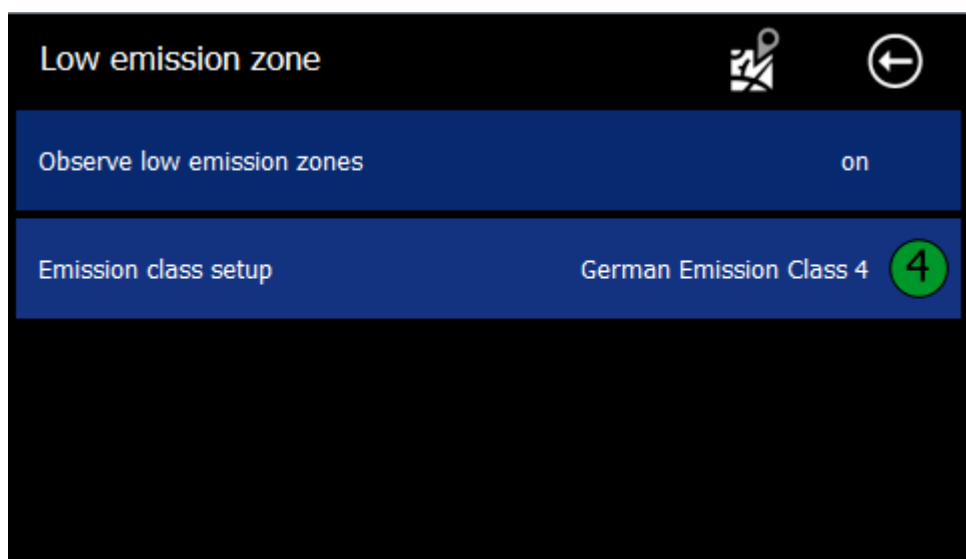 Low emission zone
Observe low emission zones on
Emission class setup German Emission Class 4 4